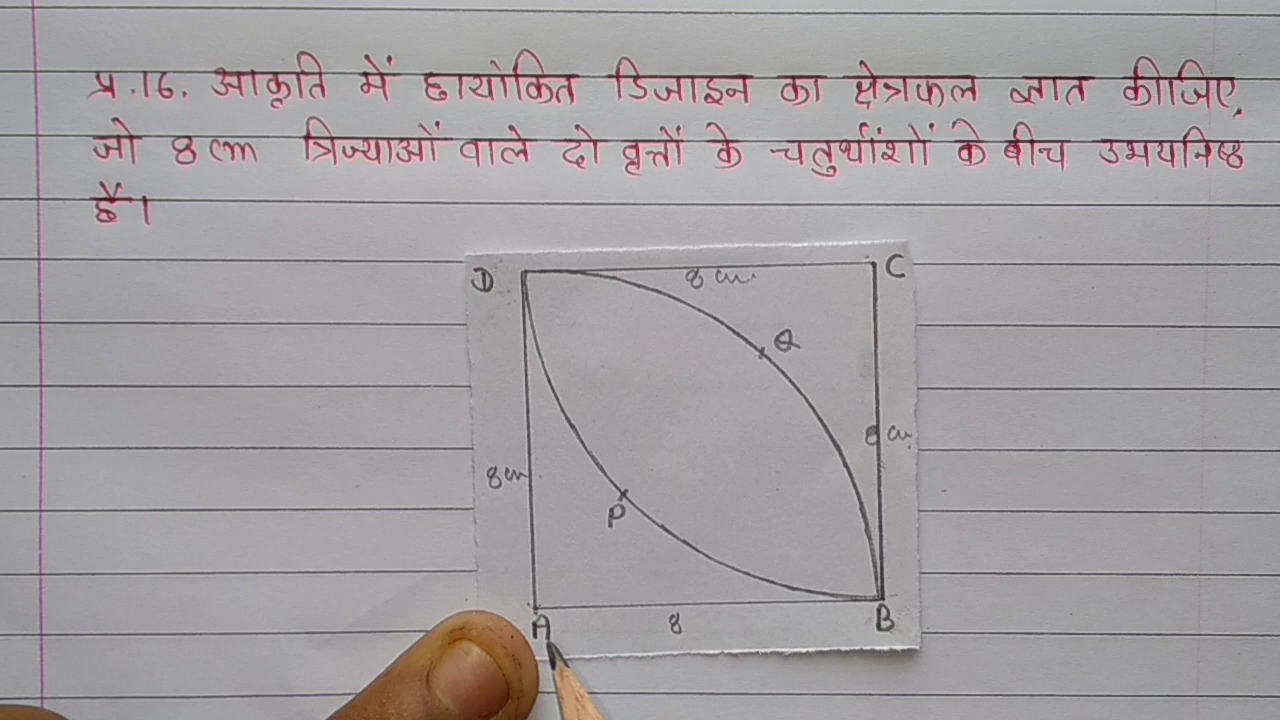 प्र.16. आकृति में छायांकित डिजाइन का क्षेत्रफल ज्ञात कीजिए,
जो 8 cm त्रिज्याओं वाले दो वृत्तों के चतुर्थांशों के बीच उभयनिष्ठ
है।
D 8 cm. C
Q
8 cm.
8 cm
P
A 8 B